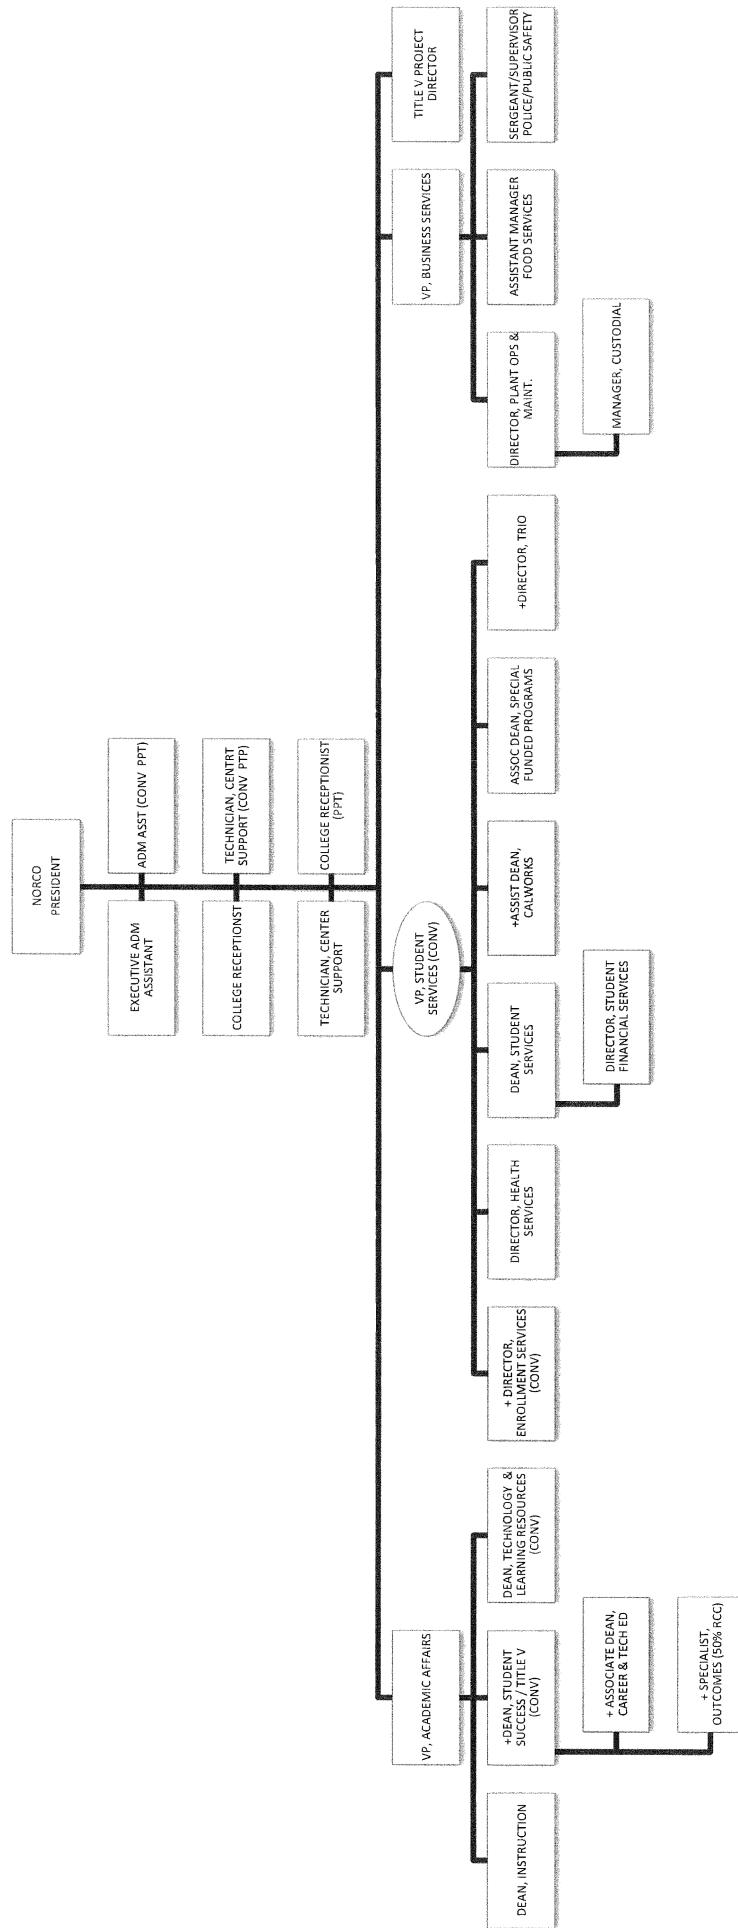 NORCO
PRESIDENT
EXECUTIVE ADM
ASSISTANT
ADM ASST (CONV PPT)
COLLEGE RECEPTIONST
TECHNICIAN, CENTRT
SUPPORT (CONV PTP)
TECHNICIAN, CENTER
SUPPORT
COLLEGE RECEPTIONIST
(PPT)
VP, ACADEMIC AFFAIRS
VP, STUDENT
SERVICES (CONV)
VP, BUSINESS SERVICES
TITLE V PROJECT
DIRECTOR
DEAN, INSTRUCTION
+DEAN, STUDENT
SUCCESS / TITLE V
(CONV)
DEAN, TECHNOLOGY &
LEARNING RESOURCES
(CONV)
+ DIRECTOR,
ENROLLMENT SERVICES
(CONV)
DIRECTOR, HEALTH
SERVICES
DEAN, STUDENT
SERVICES
+ASSIST DEAN,
CALWORKS
ASSOC DEAN, SPECIAL
FUNDED PROGRAMS
+DIRECTOR, TRIO
DIRECTOR, PLANT OPS &
MAINT.
ASSISTANT MANAGER
FOOD SERVICES
SERGEANT/SUPERVISOR
POLICE/PUBLIC SAFETY
+ ASSOCIATE DEAN,
CAREER & TECH ED
DIRECTOR, STUDENT
FINANCIAL SERVICES
MANAGER, CUSTODIAL
+ SPECIALIST,
OUTCOMES (50% RCC)